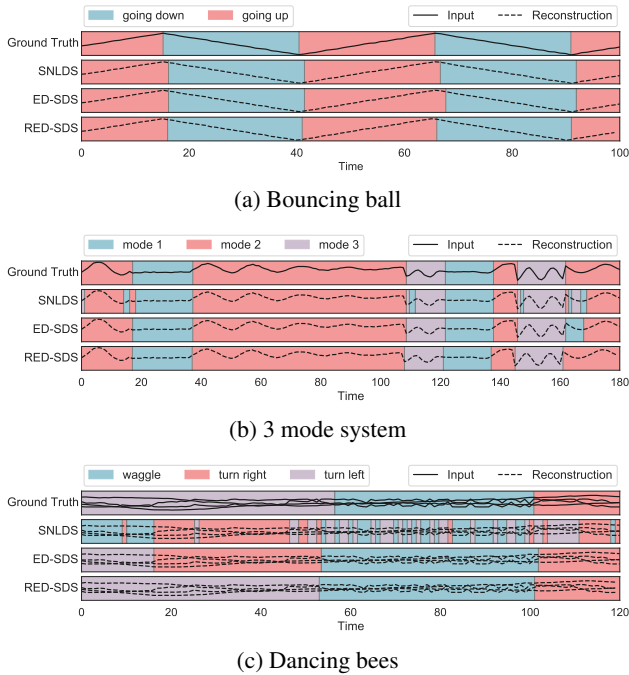 going down going up Input Reconstruction
Ground Truth
SNLDS
ED-SDS
RED-SDS
0 20 40 60 80 100
Time
(a) Bouncing ball
mode 1 mode 2 mode 3 Input Reconstruction
Ground Truth
SNLDS
ED-SDS
RED-SDS
0 20 40 60 80 100 120 140 160 180
Time
(b) 3 mode system
waggle turn right turn left Input Reconstruction
Ground Truth
SNLDS
ED-SDS
RED-SDS
0 20 40 60 80 100 120
Time
(c) Dancing bees